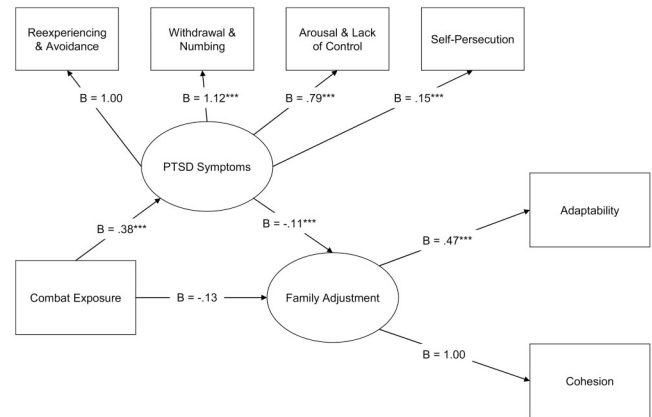 Reexperiencing
& Avoidance
Withdrawal &
Numbing
Arousal & Lack
of Control
Self-Persecution
B = 1.00
B = 1.12***
B = .79***
B = .15***
PTSD Symptoms
B = .38***
B = -.11***
Adaptability
B = .47***
Combat Exposure
B = -.13
Family Adjustment
B = 1.00
Cohesion